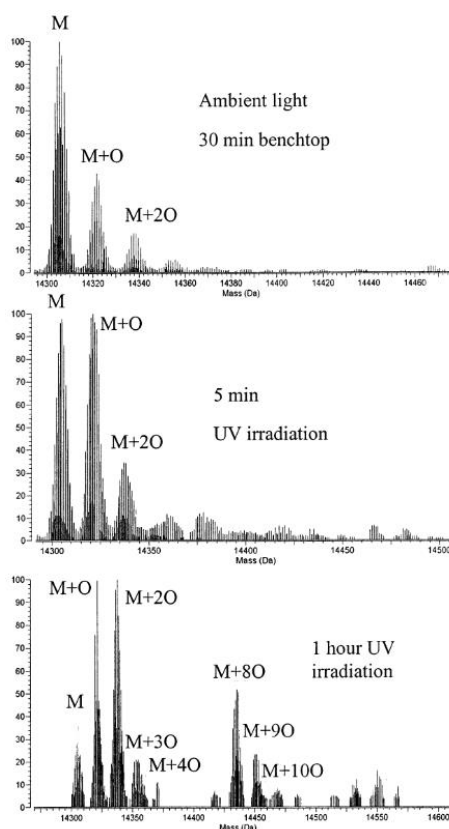 M
100
90
80
70
60
50
40
30
20
10
0
Ambient light
30 min benchtop
M+O
M+2O
14300 14320 14340 14360 14380 14400 14420 14440 14460
Mass (Da)
M
M+O
100
90
80
70
60
50
40
30
20
10
0
5 min
UV irradiation
M+2O
14300 14350 14400 14450 14500
Mass (Da)
M+O
M+2O
100
90
80
70
60
50
40
30
20
10
0
1 hour UV
irradiation
M+8O
M
M+9O
M+3O
M+4O
M+10O
14300 14350 14400 14450 14500 14550 14600
Mass (Da)